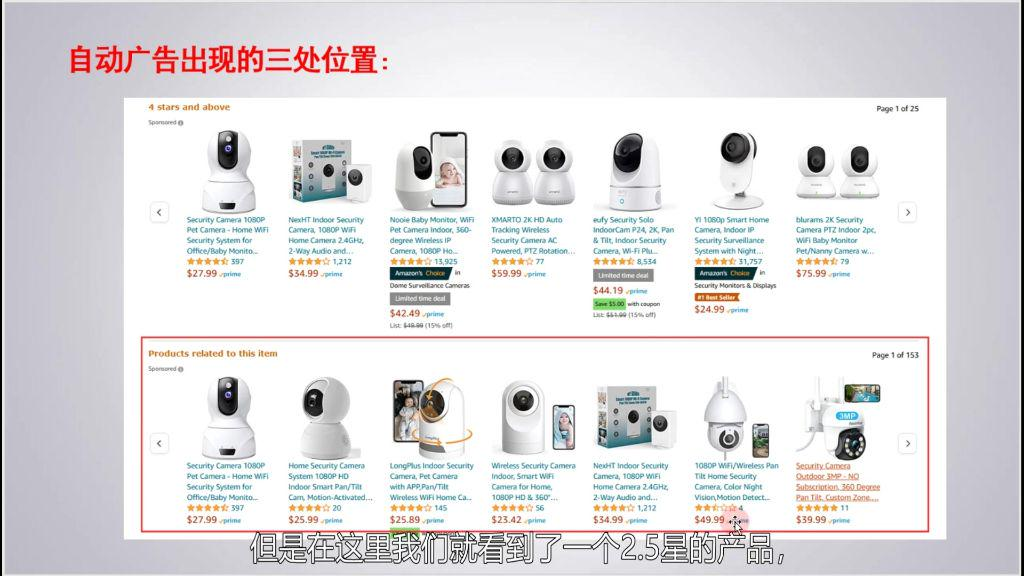 自动广告出现的三处位置：
4 stars and above
Page 1 of 25
Sponsored
Security Camera 1080P
Pet Camera - Home WiFi
Security System for
Office/Baby Monito...
397
$27.99 prime
NexHT Indoor Security
Camera, 1080P WiFi
Home Camera 2.4GHz,
2-Way Audio and...
1,212
$34.99 prime
Nooie Baby Monitor, WiFi
Pet Camera Indoor, 360-
degree Wireless IP
Camera, 1080P Ho...
13,925
Amazon's Choice in
Dome Surveillance Cameras
Limited time deal
$42.49 prime
List: $49.99 (15% off)
XMARTO 2K HD Auto
Tracking Wireless
Security Camera AC
Powered, PTZ Rotation...
77
$59.99 prime
eufy Security Solo
IndoorCam P24, 2K, Pan
& Tilt, Indoor Security
Camera, Wi-Fi Plu...
8,534
Limited time deal
$44.19 prime
Save $5.00 with coupon
List: $51.99 (15% off)
YI 1080p Smart Home
Camera, Indoor IP
Security Surveillance
System with Night...
31,757
Amazon's Choice in
Security Monitors & Displays
#1 Best Seller
$24.99 prime
blurams 2K Security
Camera PTZ Indoor 2pc,
WiFi Baby Monitor
Pet/Nanny Camera w...
79
$75.99 prime
Products related to this item
Page 1 of 153
Sponsored
Security Camera 1080P
Pet Camera - Home WiFi
Security System for
Office/Baby Monito...
397
$27.99 prime
Home Security Camera
System 1080P HD
Indoor Smart Pan/Tilt
Cam, Motion-Activated...
20
$25.99 prime
LongPlus Indoor Security
Camera, Pet Camera
with APP,Pan/Tilt
Wireless WiFi Home Ca...
145
$25.89 prime
Wireless Security Camera
Indoor, Smart WiFi
Camera for Home,
1080P HD & 360°...
56
$23.42 prime
NexHT Indoor Security
Camera, 1080P WiFi
Home Camera 2.4GHz,
2-Way Audio and...
1,212
$34.99 prime
1080P WiFi/Wireless Pan
Tilt Home Security
Camera, Color Night
Vision,Motion Detect...
4
$49.99
3MP
Security Camera
Outdoor 3MP - NO
Subscription, 360 Degree
Pan Tilt, Custom Zone....
11
$39.99 prime
但是在这里我们就看到了一个2.5星的产品，